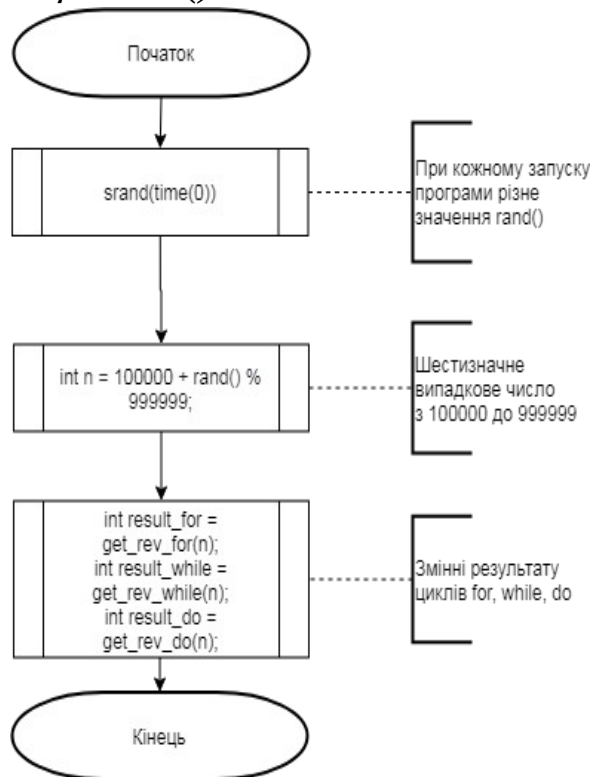 Початок
srand(time(0))
При кожному запуску
програми різне
значення rand()
int n = 100000 + rand() %
999999;
Шестизначне
випадкове число
з 100000 до 999999
int result_for =
get_rev_for(n);
int result_while =
get_rev_while(n);
int result_do =
get_rev_do(n);
Змінні результату
циклів for, while, do
Кінець